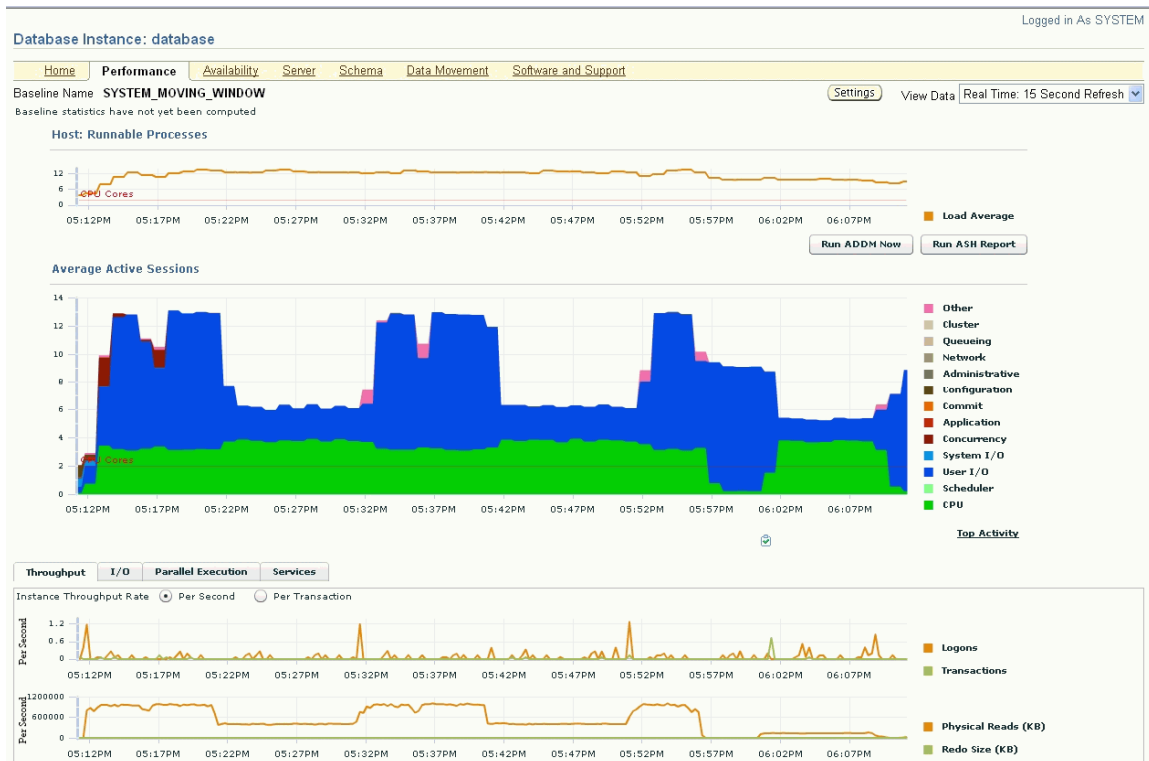 Logged in As SYSTEM
Database Instance: database
Home Performance Availability Server Schema Data Movement Software and Support
Baseline Name SYSTEM_MOVING_WINDOW Settings View Data Real Time: 15 Second Refresh
Baseline statistics have not yet been computed
Host: Runnable Processes
12
6
0
CPU Cores
05:12PM 05:17PM 05:22PM 05:27PM 05:32PM 05:37PM 05:42PM 05:47PM 05:52PM 05:57PM 06:02PM 06:07PM
Load Average
Run ADDM Now Run ASH Report
Average Active Sessions
14
12
10
8
6
4
2
0
CPU Cores
05:12PM 05:17PM 05:22PM 05:27PM 05:32PM 05:37PM 05:42PM 05:47PM 05:52PM 05:57PM 06:02PM 06:07PM
Other
Cluster
Queueing
Network
Administrative
Configuration
Commit
Application
Concurrency
System I/O
User I/O
Scheduler
CPU
Top Activity
Throughput I/O Parallel Execution Services
Instance Throughput Rate Per Second Per Transaction
Per Second
1.2
0.6
0
05:12PM 05:17PM 05:22PM 05:27PM 05:32PM 05:37PM 05:42PM 05:47PM 05:52PM 05:57PM 06:02PM 06:07PM
Logons
Transactions
Per Second
1200000
600000
0
05:12PM 05:17PM 05:22PM 05:27PM 05:32PM 05:37PM 05:42PM 05:47PM 05:52PM 05:57PM 06:02PM 06:07PM
Physical Reads (KB)
Redo Size (KB)